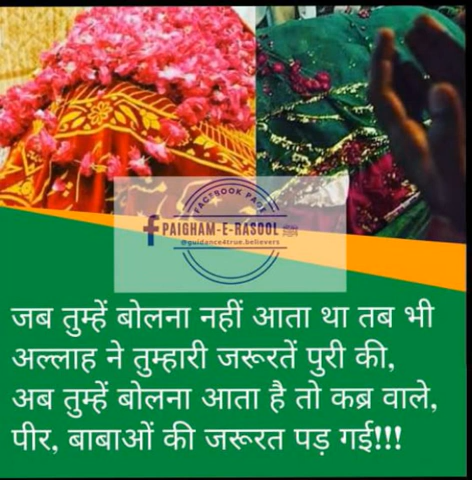 FACEBOOK PAGE
PAIGHAM-E-RASOOL
@guidance4true.believers
जब तुम्हें बोलना नहीं आता था तब भी
अल्लाह ने तुम्हारी जरूरतें पुरी की,
अब तुम्हें बोलना आता है तो कब्र वाले,
पीर, बाबाओं की जरूरत पड़ गई!!!